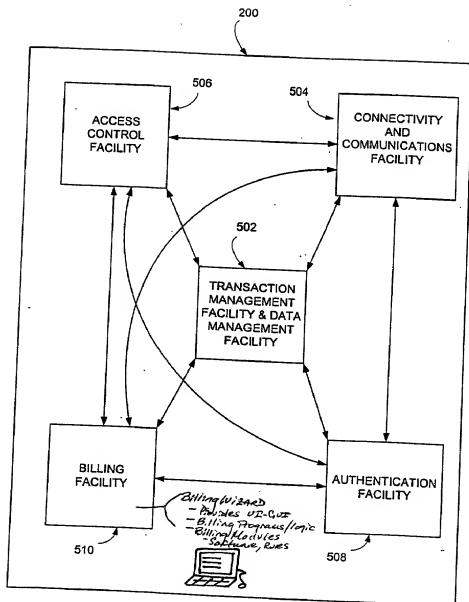 200
506
504
ACCESS
CONTROL
FACILITY
CONNECTIVITY
AND
COMMUNICATIONS
FACILITY
502
TRANSACTION
MANAGEMENT
FACILITY & DATA
MANAGEMENT
FACILITY
BILLING
FACILITY
Billing WIZARD
- Provides UI-GUI
- Billing Programs/logic
- Billing Modules
- Software, Rules
AUTHENTICATION
FACILITY
510
508